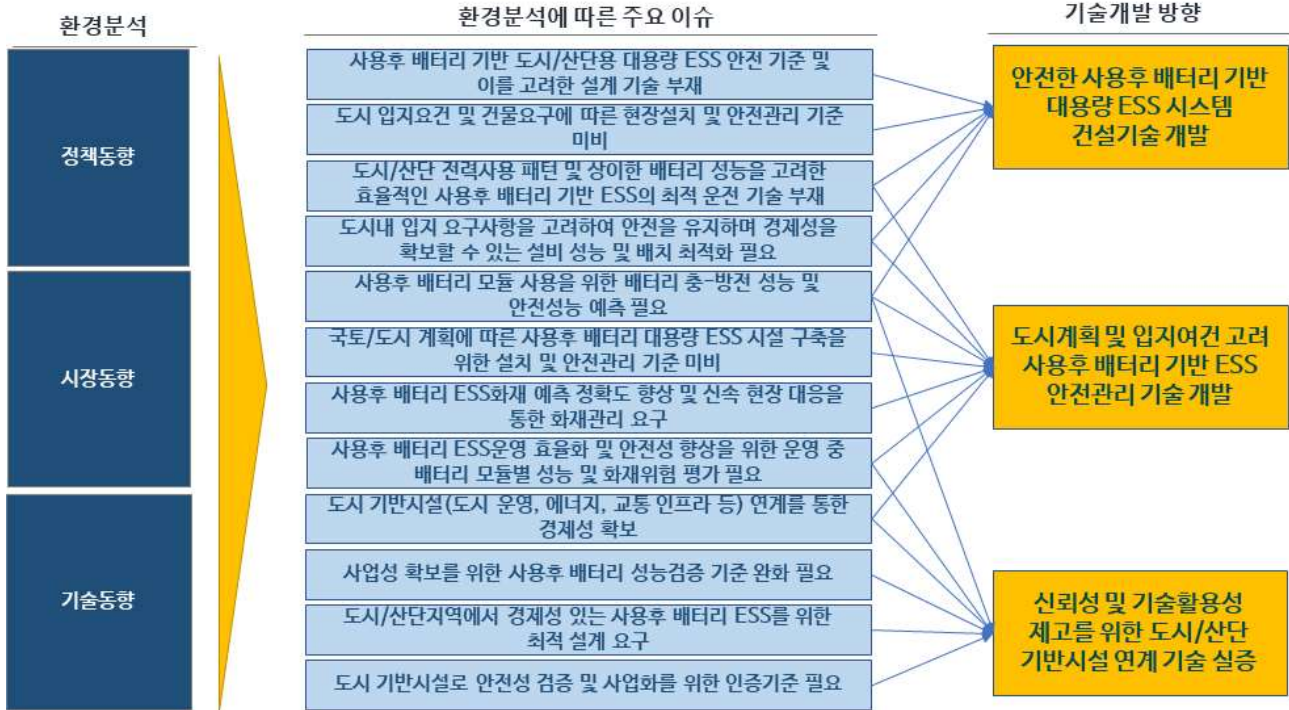 환경분석
환경분석에 따른 주요 이슈
기술개발 방향
정책동향
시장동향
기술동향
사용후 배터리 기반 도시/산단용 대용량 ESS 안전 기준 및
이를 고려한 설계 기술 부재
도시 입지요건 및 건물요구에 따른 현장설치 및 안전관리 기준
미비
도시/산단 전력사용 패턴 및 상이한 배터리 성능을 고려한
효율적인 사용후 배터리 기반 ESS의 최적 운전 기술 부재
도시내 입지 요구사항을 고려하여 안전을 유지하며 경제성을
확보할 수 있는 설비 성능 및 배치 최적화 필요
사용후 배터리 모듈 사용을 위한 배터리 충-방전 성능 및
안전성능 예측 필요
국토/도시 계획에 따른 사용후 배터리 대용량 ESS 시설 구축을
위한 설치 및 안전관리 기준 미비
사용후 배터리 ESS화재 예측 정확도 향상 및 신속 현장 대응을
통한 화재관리 요구
사용후 배터리 ESS운영 효율화 및 안전성 향상을 위한 운영 중
배터리 모듈별 성능 및 화재위험 평가 필요
도시 기반시설(도시 운영, 에너지, 교통 인프라 등) 연계를 통한
경제성 확보
사업성 확보를 위한 사용후 배터리 성능검증 기준 완화 필요
도시/산단지역에서 경제성 있는 사용후 배터리 ESS를 위한
최적 설계 요구
도시 기반시설로 안전성 검증 및 사업화를 위한 인증기준 필요
안전한 사용후 배터리 기반
대용량 ESS 시스템
건설기술 개발
도시계획 및 입지여건 고려
사용후 배터리 기반 ESS
안전관리 기술 개발
신뢰성 및 기술활용성
제고를 위한 도시/산단
기반시설 연계 기술 실증